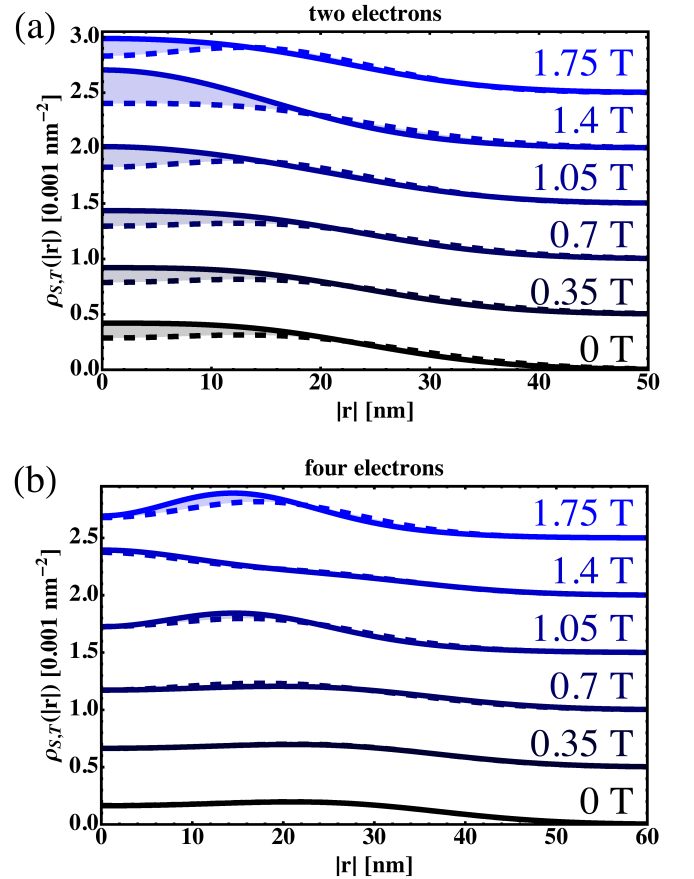 (a)
two electrons
3.0
2.5
2.0
1.5
1.0
0.5
0.0
ρS,T(|r|) [0.001 nm⁻²]
1.75 T
1.4 T
1.05 T
0.7 T
0.35 T
0 T
0 10 20 30 40 50
|r| [nm]
(b)
four electrons
2.5
2.0
1.5
1.0
0.5
0.0
ρS,T(|r|) [0.001 nm⁻²]
1.75 T
1.4 T
1.05 T
0.7 T
0.35 T
0 T
0 10 20 30 40 50 60
|r| [nm]